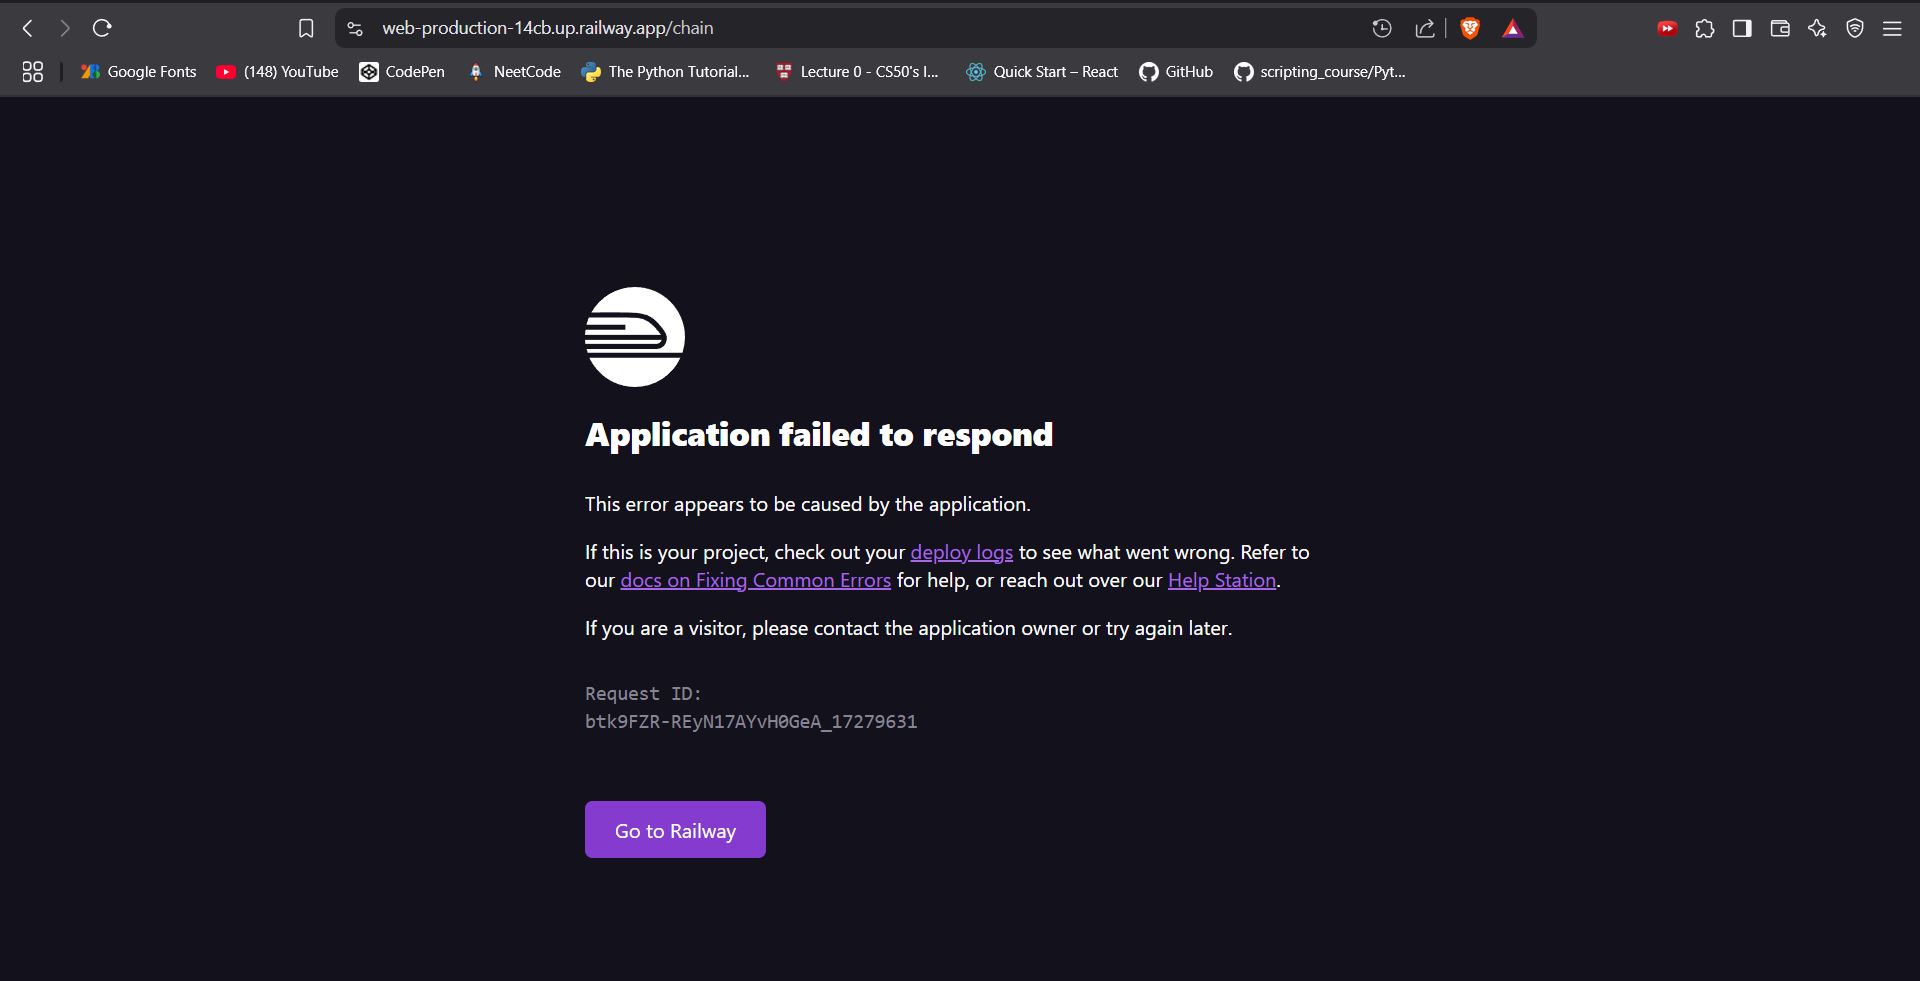 web-production-14cb.up.railway.app/chain
Google Fonts (148) YouTube CodePen NeetCode The Python Tutorial... Lecture 0 - CS50's I... Quick Start – React GitHub scripting_course/Pyt...
Application failed to respond
This error appears to be caused by the application.
If this is your project, check out your deploy logs to see what went wrong. Refer to
our docs on Fixing Common Errors for help, or reach out over our Help Station.
If you are a visitor, please contact the application owner or try again later.
Request ID:
btk9FZR-REyN17AYvH0GeA_17279631
Go to Railway